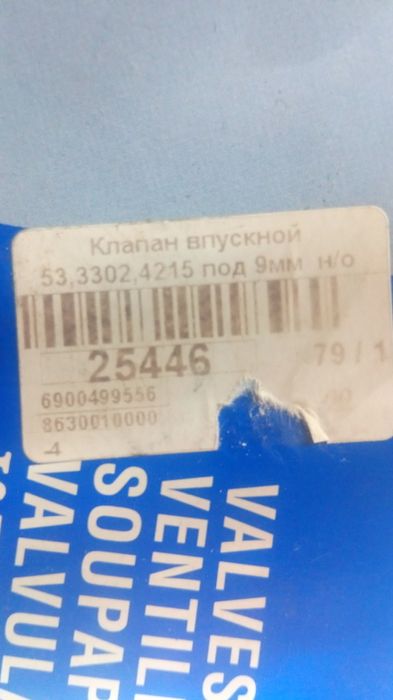 Клапан впускной
53,3302,4215 под 9мм н/о
25446
79 / 1
6900499556
8630010000
-4
VALVES
VENTIL
SOUPAP
VALVUL